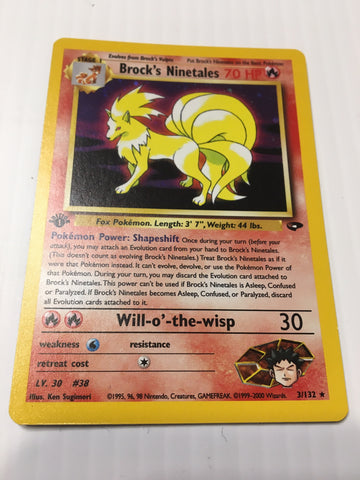 STAGE 1
Evolves from Brock's Vulpix
Put Brock's Ninetales on the Basic Pokémon
Brock's Ninetales 70 HP
1 EDITION
Fox Pokémon. Length: 3' 7", Weight: 44 lbs.
Pokémon Power: Shapeshift Once during your turn (before your
attack), you may attach an Evolution card from your hand to Brock's Ninetales.
(This doesn't count as evolving Brock's Ninetales.) Treat Brock's Ninetales as if it
were that Pokémon instead. It can't evolve, devolve, or use the Pokémon Power of
that Pokémon. During your turn, you may discard the Evolution card attached to
Brock's Ninetales. This power can't be used if Brock's Ninetales is Asleep, Confused,
or Paralyzed. If Brock's Ninetales becomes Asleep, Confused, or Paralyzed, discard
all Evolution cards attached to it.
Will-o'-the-wisp 30
weakness resistance
retreat cost
LV. 30 #38
Illus. Ken Sugimori ©1995, 96, 98 Nintendo, Creatures, GAMEFREAK. ©1999-2000 Wizards. 3/132 ★